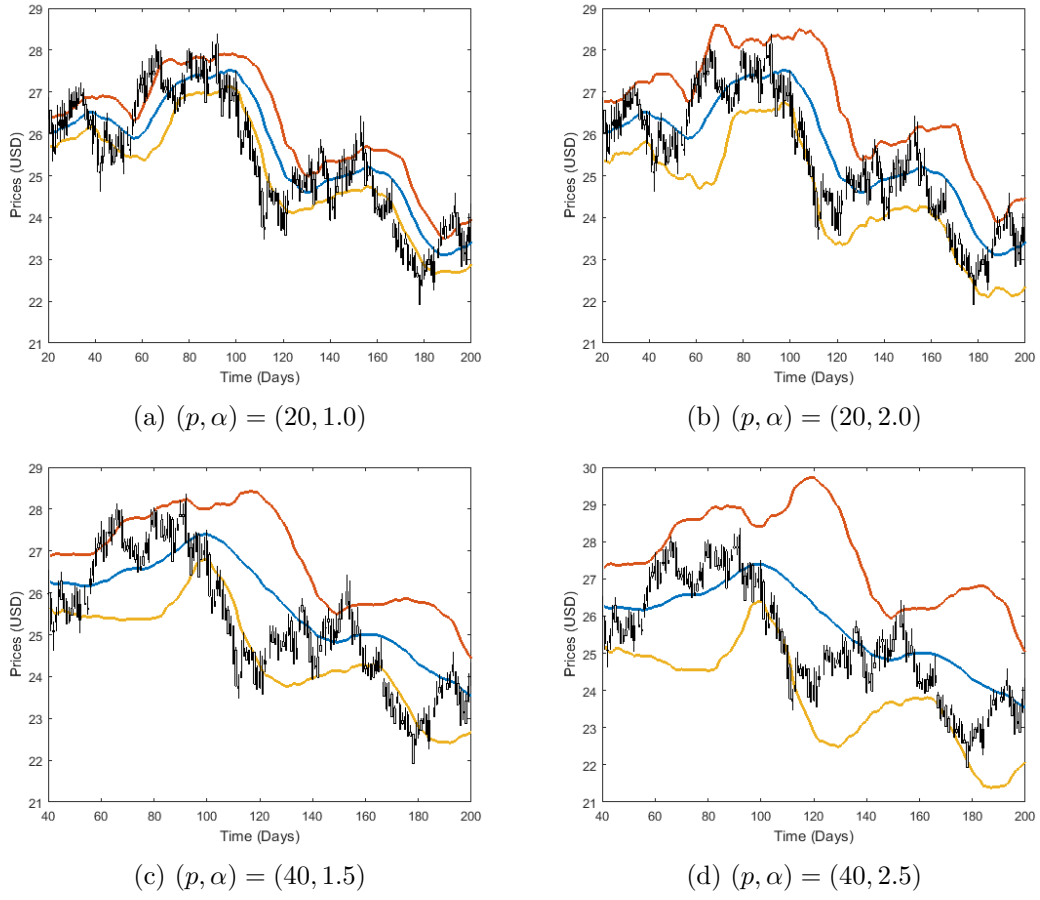 29
28
27
26
25
24
23
22
21
Prices (USD)
20 40 60 80 100 120 140 160 180 200
Time (Days)
(a) (p, α) = (20, 1.0)
29
28
27
26
25
24
23
22
21
Prices (USD)
20 40 60 80 100 120 140 160 180 200
Time (Days)
(b) (p, α) = (20, 2.0)
29
28
27
26
25
24
23
22
21
Prices (USD)
40 60 80 100 120 140 160 180 200
Time (Days)
(c) (p, α) = (40, 1.5)
30
29
28
27
26
25
24
23
22
21
Prices (USD)
40 60 80 100 120 140 160 180 200
Time (Days)
(d) (p, α) = (40, 2.5)